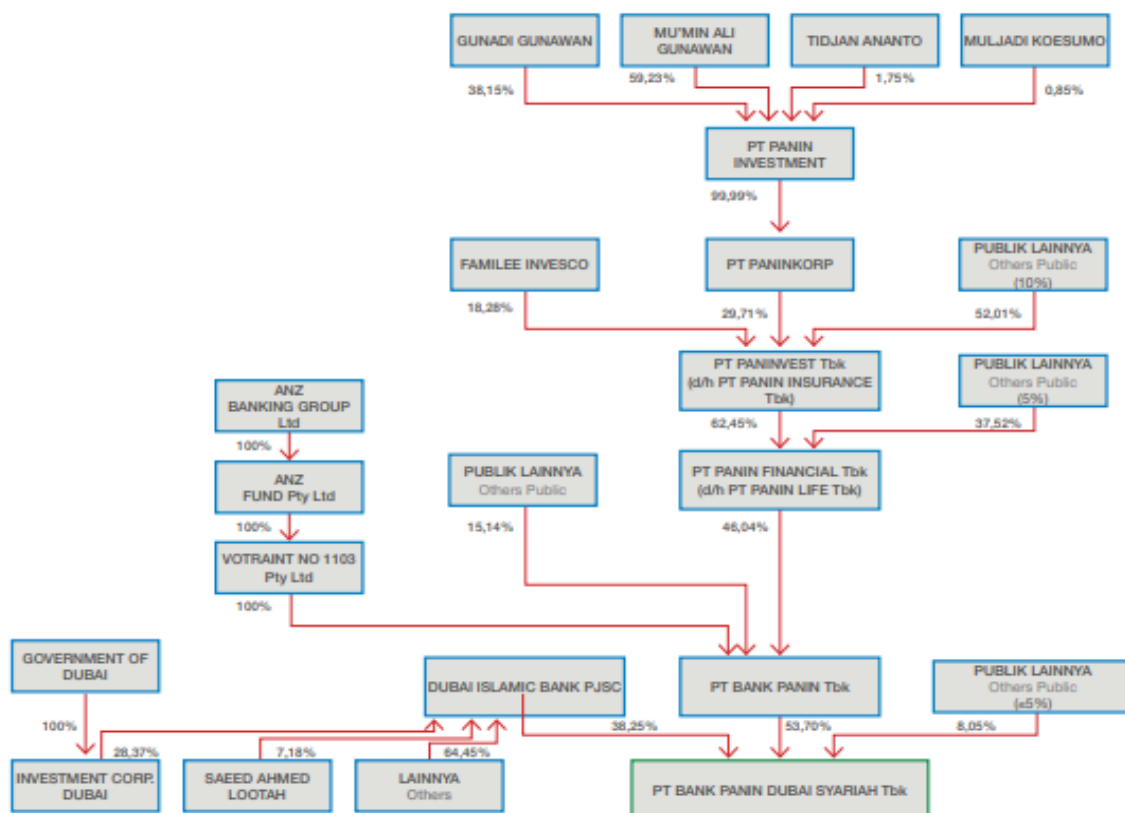 GUNADI GUNAWAN
MU'MIN ALI
GUNAWAN
TIDJAN ANANTO
MULJADI KOESUMO
38,15%
59,23%
1,75%
0,85%
PT PANIN
INVESTMENT
99,99%
FAMILEE INVESCO
PT PANINKORP
PUBLIK LAINNYA
Others Public
(10%)
18,28%
29,71%
52,01%
PT PANINVEST Tbk
(d/h PT PANIN INSURANCE
Tbk)
PUBLIK LAINNYA
Others Public
(5%)
ANZ
BANKING GROUP
Ltd
62,45%
37,52%
100%
PUBLIK LAINNYA
Others Public
PT PANIN FINANCIAL Tbk
(d/h PT PANIN LIFE Tbk)
ANZ
FUND Pty Ltd
15,14%
46,04%
100%
VOTRAINT NO 1103
Pty Ltd
100%
GOVERNMENT OF
DUBAI
DUBAI ISLAMIC BANK PJSC
PT BANK PANIN Tbk
PUBLIK LAINNYA
Others Public
(≤5%)
100%
28,37%
7,18%
64,45%
38,25%
53,70%
8,05%
INVESTMENT CORP.
DUBAI
SAEED AHMED
LOOTAH
LAINNYA
Others
PT BANK PANIN DUBAI SYARIAH Tbk